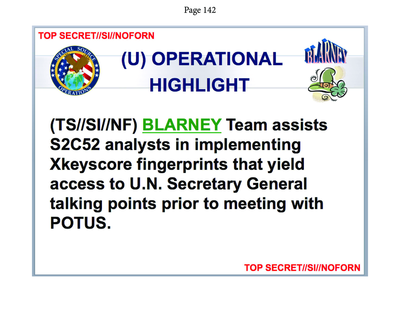 Page 142
TOP SECRET//SI//NOFORN
SPECIAL SOURCE
OPERATIONS
BLARNEY
(U) OPERATIONAL
HIGHLIGHT
(TS//SI//NF) BLARNEY Team assists
S2C52 analysts in implementing
Xkeyscore fingerprints that yield
access to U.N. Secretary General
talking points prior to meeting with
POTUS.
TOP SECRET//SI//NOFORN